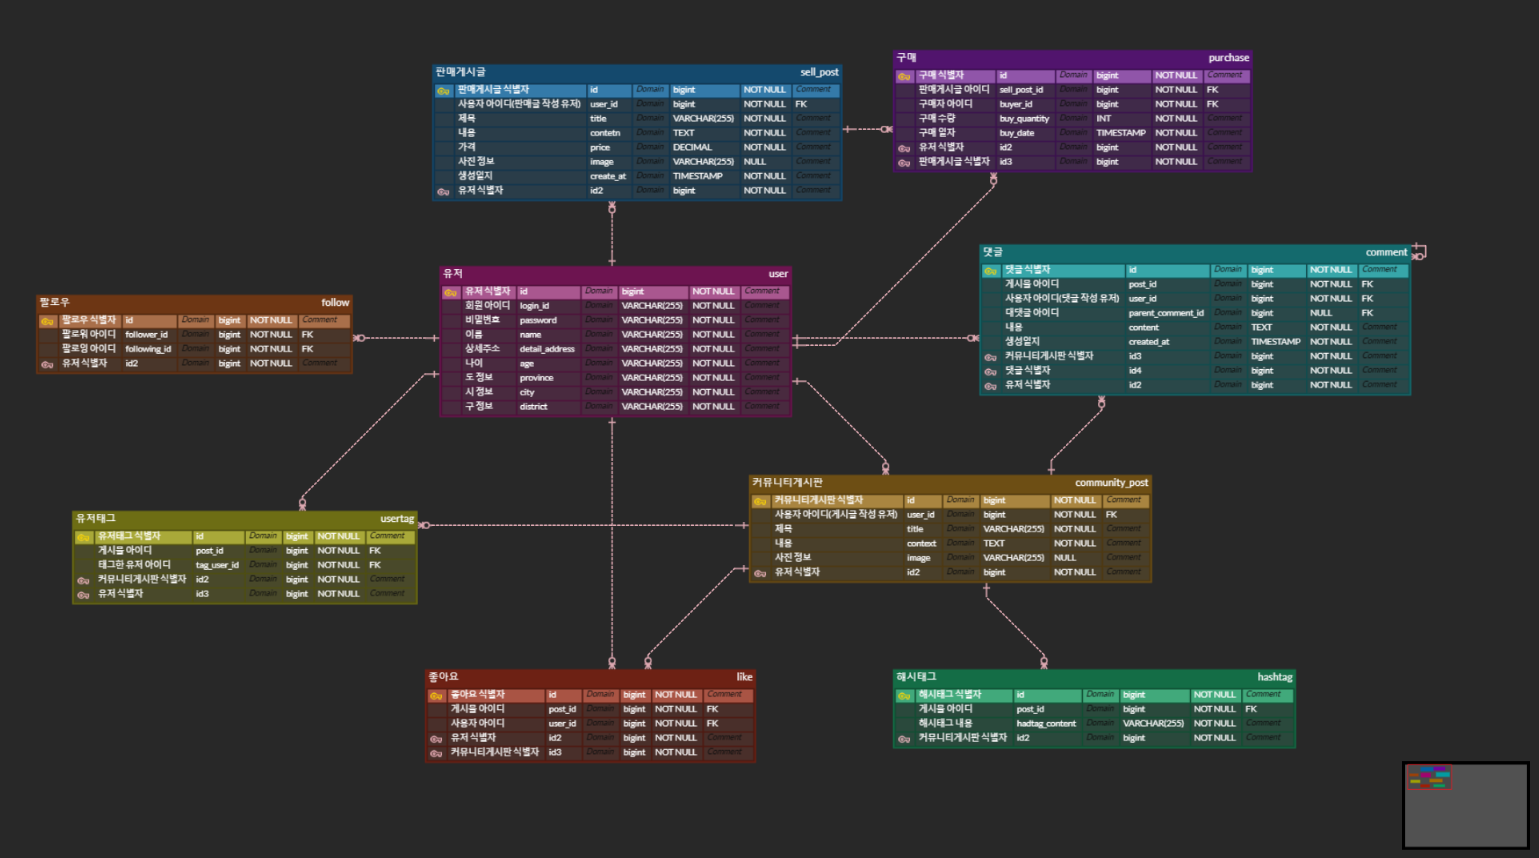 판매게시글 sell_post
판매게시글 식별자 id Domain bigint NOT NULL Comment
사용자 아이디(판매글 작성 유저) user_id Domain bigint NOT NULL FK
제목 title Domain VARCHAR(255) NOT NULL Comment
내용 contetn Domain TEXT NOT NULL Comment
가격 price Domain DECIMAL NOT NULL Comment
사진 정보 image Domain VARCHAR(255) NULL Comment
생성일지 create_at Domain TIMESTAMP NOT NULL Comment
유저 식별자 id2 Domain bigint NOT NULL Comment
구매 purchase
구매 식별자 id Domain bigint NOT NULL Comment
판매게시글 아이디 sell_post_id Domain bigint NOT NULL FK
구매자 아이디 buyer_id Domain bigint NOT NULL FK
구매 수량 buy_quantity Domain INT NOT NULL Comment
구매 일자 buy_date Domain TIMESTAMP NOT NULL Comment
유저 식별자 id2 Domain bigint NOT NULL Comment
판매게시글 식별자 id3 Domain bigint NOT NULL Comment
유저 user
유저 식별자 id Domain bigint NOT NULL Comment
회원 아이디 login_id Domain VARCHAR(255) NOT NULL Comment
비밀번호 password Domain VARCHAR(255) NOT NULL Comment
이름 name Domain VARCHAR(255) NOT NULL Comment
상세주소 detail_address Domain VARCHAR(255) NOT NULL Comment
나이 age Domain VARCHAR(255) NOT NULL Comment
도 정보 province Domain VARCHAR(255) NOT NULL Comment
시 정보 city Domain VARCHAR(255) NOT NULL Comment
구 정보 district Domain VARCHAR(255) NOT NULL Comment
댓글 comment
댓글 식별자 id Domain bigint NOT NULL Comment
게시물 아이디 post_id Domain bigint NOT NULL FK
사용자 아이디(댓글 작성 유저) user_id Domain bigint NOT NULL FK
대댓글 아이디 parent_comment_id Domain bigint NULL FK
내용 content Domain TEXT NOT NULL Comment
생성일지 created_at Domain TIMESTAMP NOT NULL Comment
커뮤니티게시판 식별자 id3 Domain bigint NOT NULL Comment
댓글 식별자 id4 Domain bigint NOT NULL Comment
유저 식별자 id2 Domain bigint NOT NULL Comment
팔로우 follow
팔로우 식별자 id Domain bigint NOT NULL Comment
팔로워 아이디 follower_id Domain bigint NOT NULL FK
팔로잉 아이디 following_id Domain bigint NOT NULL FK
유저 식별자 id2 Domain bigint NOT NULL Comment
커뮤니티게시판 community_post
커뮤니티게시판 식별자 id Domain bigint NOT NULL Comment
사용자 아이디(게시글 작성 유저) user_id Domain bigint NOT NULL FK
제목 title Domain VARCHAR(255) NOT NULL Comment
내용 context Domain TEXT NOT NULL Comment
사진 정보 image Domain VARCHAR(255) NULL Comment
유저 식별자 id2 Domain bigint NOT NULL Comment
유저태그 usertag
유저태그 식별자 id Domain bigint NOT NULL Comment
게시물 아이디 post_id Domain bigint NOT NULL FK
태그한 유저 아이디 tag_user_id Domain bigint NOT NULL FK
커뮤니티게시판 식별자 id2 Domain bigint NOT NULL Comment
유저 식별자 id3 Domain bigint NOT NULL Comment
좋아요 like
좋아요 식별자 id Domain bigint NOT NULL Comment
게시물 아이디 post_id Domain bigint NOT NULL FK
사용자 아이디 user_id Domain bigint NOT NULL FK
유저 식별자 id2 Domain bigint NOT NULL Comment
커뮤니티게시판 식별자 id3 Domain bigint NOT NULL Comment
해시태그 hashtag
해시태그 식별자 id Domain bigint NOT NULL Comment
게시물 아이디 post_id Domain bigint NOT NULL FK
해시태그 내용 hadtag_content Domain VARCHAR(255) NOT NULL Comment
커뮤니티게시판 식별자 id2 Domain bigint NOT NULL Comment